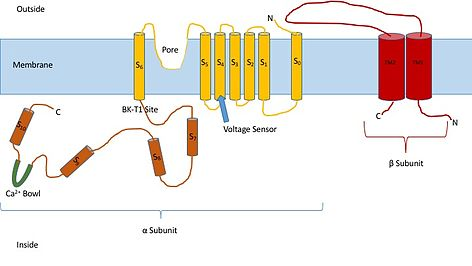 Outside
N
Pore
Membrane
S6
S5
S4
S3
S2
S1
S0
TM2
TM1
BK-T1 Site
C
S10
S7
Voltage Sensor
C
N
S9
S8
β Subunit
Ca²⁺ Bowl
α Subunit
Inside